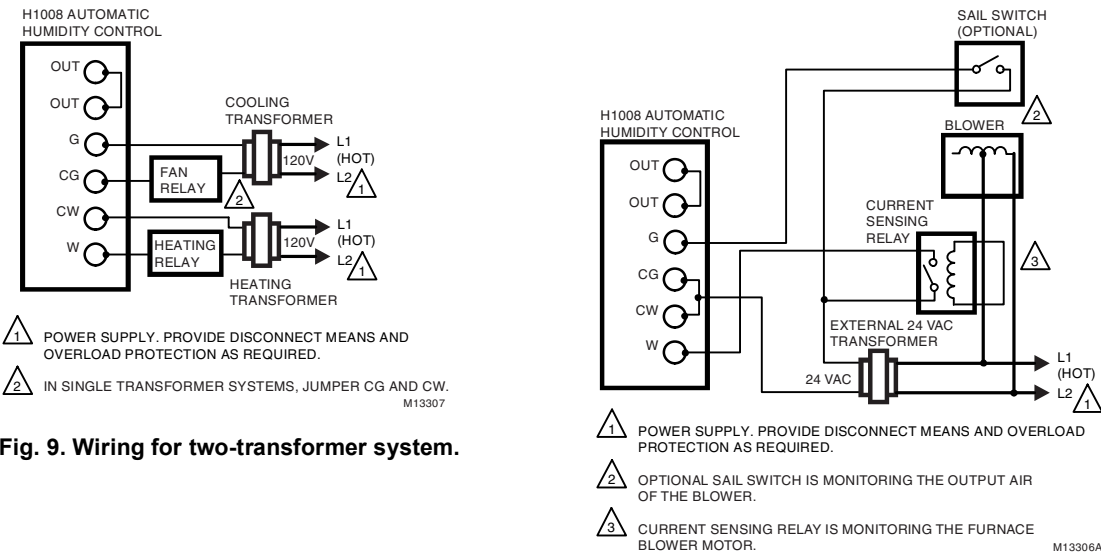 H1008 AUTOMATIC
HUMIDITY CONTROL
OUT
OUT
G
CG
CW
W
COOLING
TRANSFORMER
FAN
RELAY
2
120V
L1
(HOT)
L2
1
HEATING
RELAY
120V
L1
(HOT)
L2
1
HEATING
TRANSFORMER
1 POWER SUPPLY. PROVIDE DISCONNECT MEANS AND
OVERLOAD PROTECTION AS REQUIRED.
2 IN SINGLE TRANSFORMER SYSTEMS, JUMPER CG AND CW.
M13307
Fig. 9. Wiring for two-transformer system.
SAIL SWITCH
(OPTIONAL)
2
H1008 AUTOMATIC
HUMIDITY CONTROL
OUT
OUT
G
CG
CW
W
BLOWER
CURRENT
SENSING
RELAY
3
EXTERNAL 24 VAC
TRANSFORMER
24 VAC
L1
(HOT)
L2
1
1 POWER SUPPLY. PROVIDE DISCONNECT MEANS AND OVERLOAD
PROTECTION AS REQUIRED.
2 OPTIONAL SAIL SWITCH IS MONITORING THE OUTPUT AIR
OF THE BLOWER.
3 CURRENT SENSING RELAY IS MONITORING THE FURNACE
BLOWER MOTOR.
M13306A